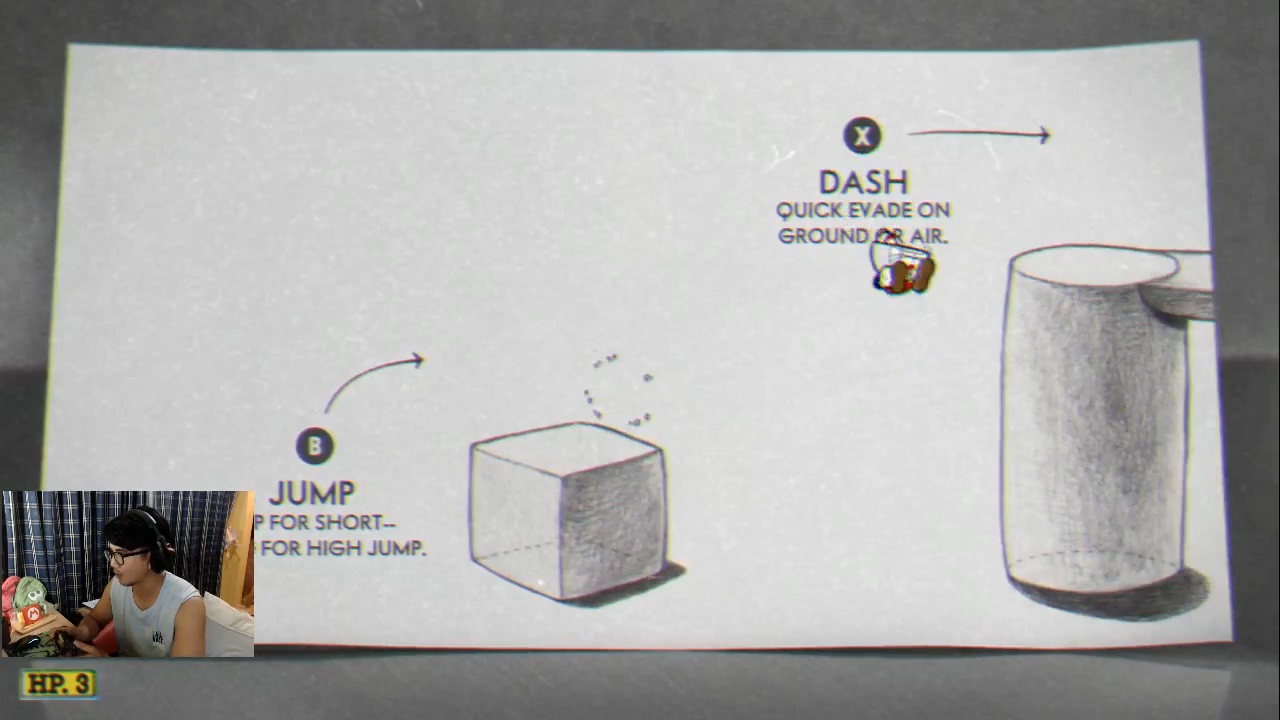 X
DASH
QUICK EVADE ON
GROUND OR AIR.
B
JUMP
P FOR SHORT--
FOR HIGH JUMP.
HP. 3